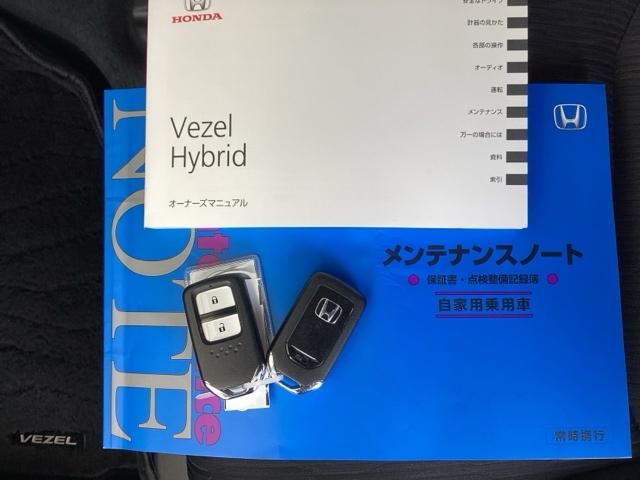 HONDA
安全なドライブ
計器の見かた
各部の操作
オーディオ
運転
メンテナンス
万一の場合には
資料
索引
Vezel
Hybrid
オーナーズマニュアル
NOTE
メンテナンスノート
保証書・点検整備記録簿
自家用乗用車
常時携行
VEZEL